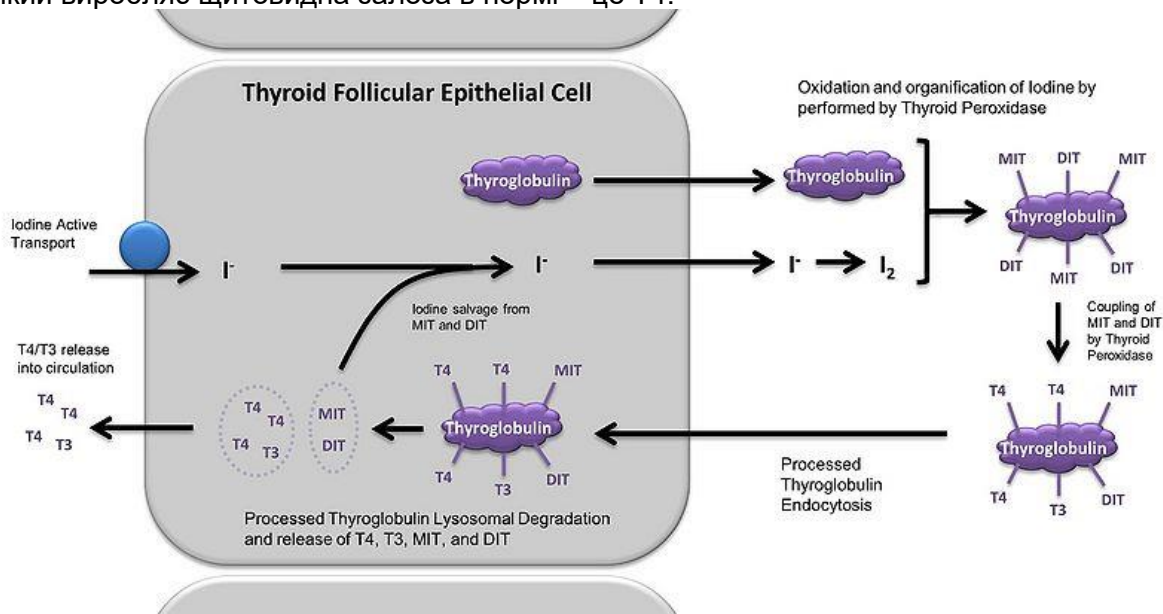 це Т4.
Thyroid Follicular Epithelial Cell
Oxidation and organification of Iodine by
performed by Thyroid Peroxidase
Thyroglobulin
Thyroglobulin
MIT DIT MIT
Thyroglobulin
DIT MIT DIT
Iodine Active
Transport
I-
I-
I-
I2
Iodine salvage from
MIT and DIT
Coupling of
MIT and DIT
by Thyroid
Peroxidase
T4/T3 release
into circulation
T4
T4
T4
T3
T4
T4
T4
T3
MIT
DIT
T4 T4 MIT
Thyroglobulin
T4 T3 DIT
T4 T4 MIT
Thyroglobulin
T4 T3 DIT
Processed
Thyroglobulin
Endocytosis
Processed Thyroglobulin Lysosomal Degradation
and release of T4, T3, MIT, and DIT